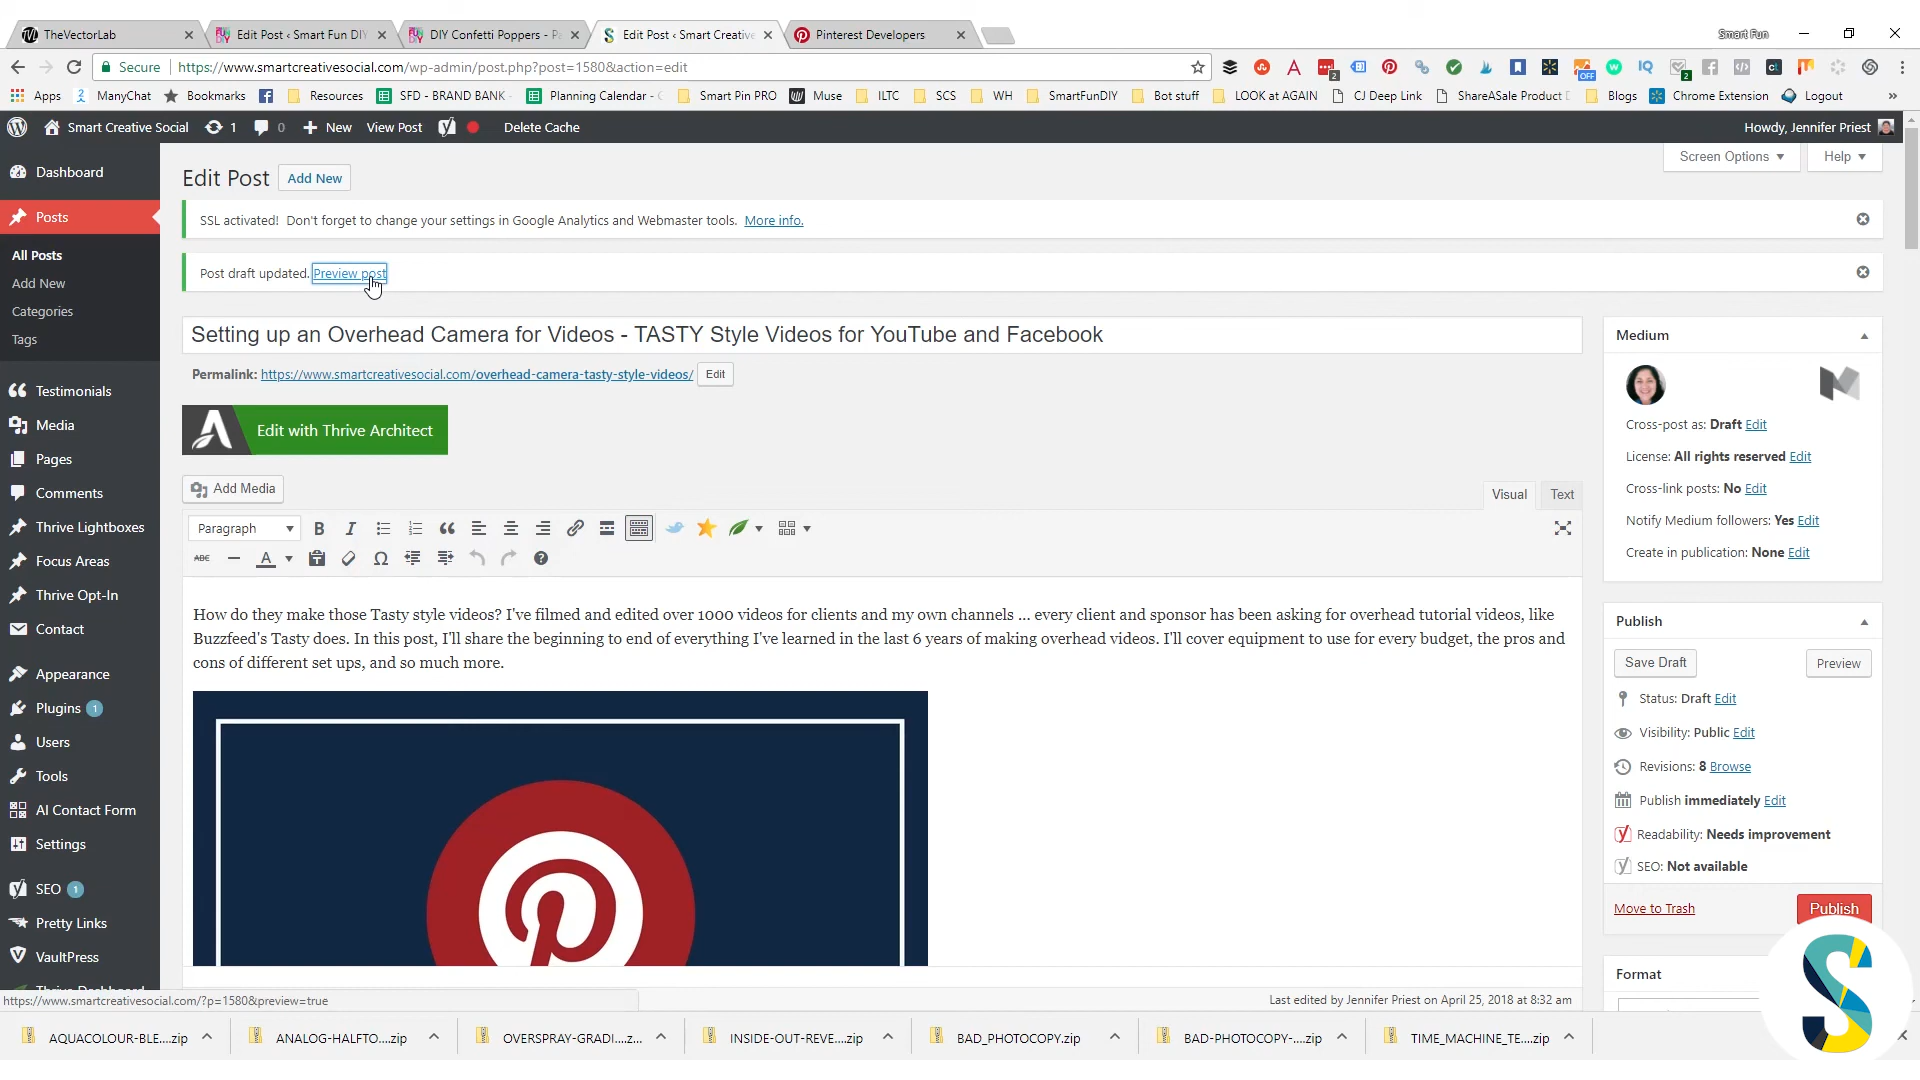 TheVectorLab
Edit Post ‹ Smart Fun DIY
DIY Confetti Poppers - P
Edit Post ‹ Smart Creative
Pinterest Developers
Smart Fun
Secure
https://www.smartcreativesocial.com/wp-admin/post.php?post=1580&action=edit
Apps
ManyChat
Bookmarks
Resources
SFD - BRAND BANK
Planning Calendar -
Smart Pin PRO
Muse
ILTC
SCS
WH
SmartFunDIY
Bot stuff
LOOK at AGAIN
CJ Deep Link
ShareASale Product
Blogs
Chrome Extension
Logout
Smart Creative Social
1
0
New
View Post
Delete Cache
Howdy, Jennifer Priest
Screen Options
Help
Dashboard
Posts
All Posts
Add New
Categories
Tags
Testimonials
Media
Pages
Comments
Thrive Lightboxes
Focus Areas
Thrive Opt-In
Contact
Appearance
Plugins 1
Users
Tools
AI Contact Form
Settings
SEO 1
Pretty Links
VaultPress
Thrive Dashboard
Edit Post
Add New
SSL activated! Don't forget to change your settings in Google Analytics and Webmaster tools. More info.
Post draft updated. Preview post
Setting up an Overhead Camera for Videos - TASTY Style Videos for YouTube and Facebook
Permalink: https://www.smartcreativesocial.com/overhead-camera-tasty-style-videos/ Edit
Edit with Thrive Architect
Add Media
Visual
Text
Paragraph
B
I
ABC
A
How do they make those Tasty style videos? I've filmed and edited over 1000 videos for clients and my own channels ... every client and sponsor has been asking for overhead tutorial videos, like
Buzzfeed's Tasty does. In this post, I'll share the beginning to end of everything I've learned in the last 6 years of making overhead videos. I'll cover equipment to use for every budget, the pros and
cons of different set ups, and so much more.
Medium
Cross-post as: Draft Edit
License: All rights reserved Edit
Cross-link posts: No Edit
Notify Medium followers: Yes Edit
Create in publication: None Edit
Publish
Save Draft
Preview
Status: Draft Edit
Visibility: Public Edit
Revisions: 8 Browse
Publish immediately Edit
Readability: Needs improvement
SEO: Not available
Move to Trash
Publish
Format
https://www.smartcreativesocial.com/?p=1580&preview=true
Last edited by Jennifer Priest on April 25, 2018 at 8:32 am
AQUACOLOUR-BLE....zip
ANALOG-HALFTO....zip
OVERSPRAY-GRADI....z...
INSIDE-OUT-REVE....zip
BAD_PHOTOCOPY.zip
BAD-PHOTOCOPY-....zip
TIME_MACHINE_TE....zip